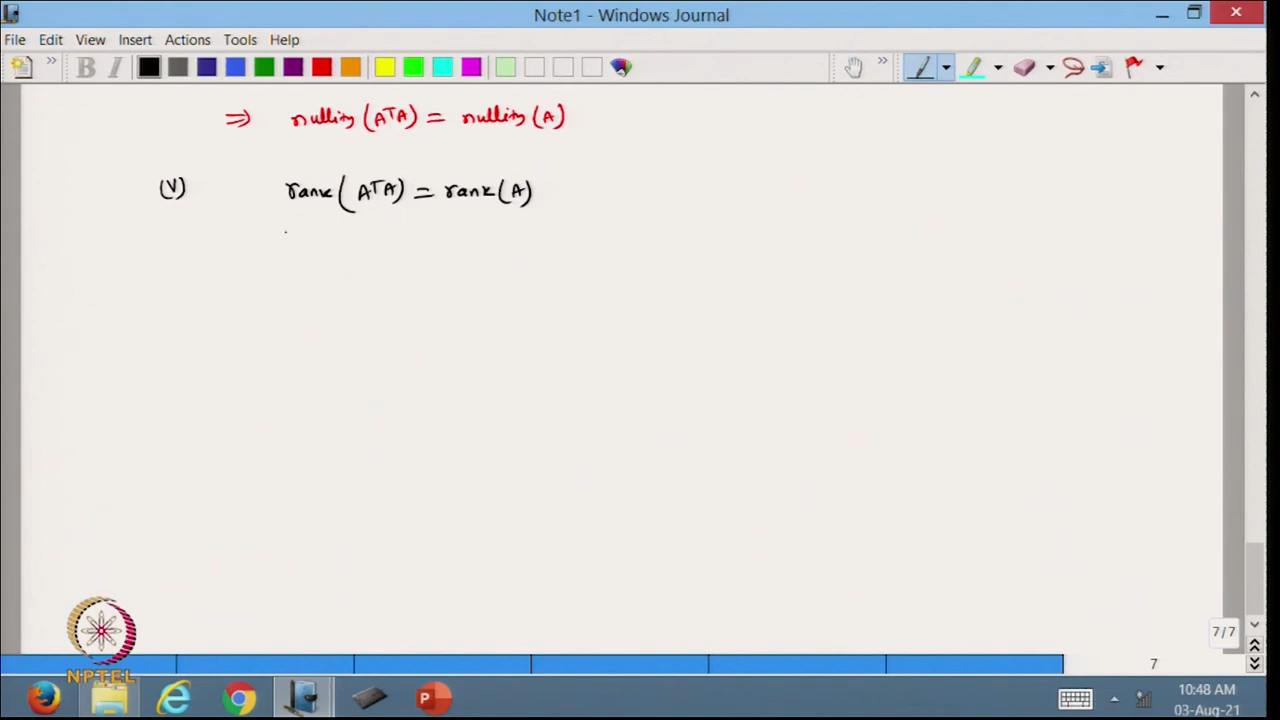 Note1 - Windows Journal
File Edit View Insert Actions Tools Help
B I
⇒ nullity (AᵀA) = nullity (A)
(V) rank (AᵀA) = rank (A)
7/7
7
NPTEL
10:48 AM
03-Aug-21